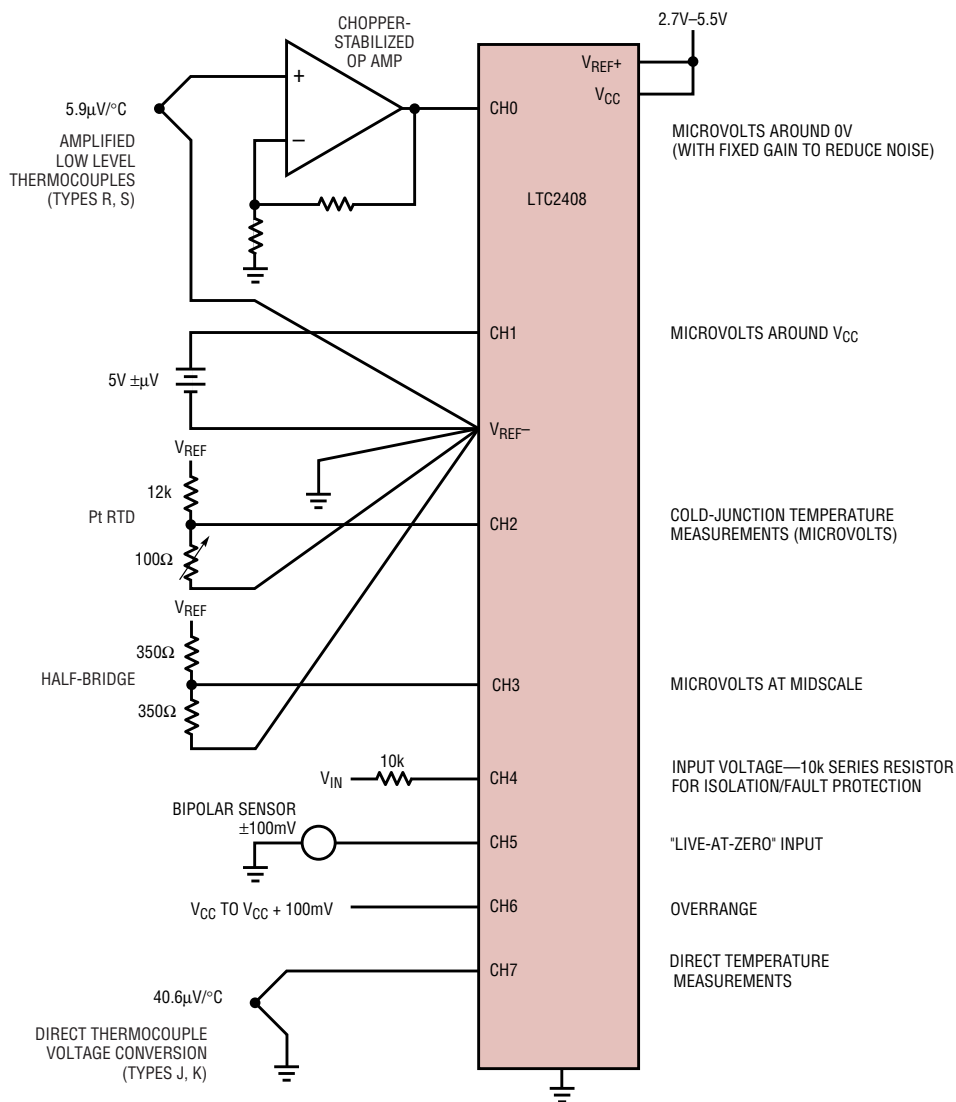 CHOPPER-
STABILIZED
OP AMP
2.7V–5.5V
VREF+
VCC
+
–
5.9µV/°C
AMPLIFIED
LOW LEVEL
THERMOCOUPLES
(TYPES R, S)
CH0
MICROVOLTS AROUND 0V
(WITH FIXED GAIN TO REDUCE NOISE)
LTC2408
CH1
MICROVOLTS AROUND VCC
5V ±µV
VREF–
VREF
12k
Pt RTD
100Ω
CH2
COLD-JUNCTION TEMPERATURE
MEASUREMENTS (MICROVOLTS)
VREF
350Ω
HALF-BRIDGE
350Ω
CH3
MICROVOLTS AT MIDSCALE
VIN
10k
CH4
INPUT VOLTAGE—10k SERIES RESISTOR
FOR ISOLATION/FAULT PROTECTION
BIPOLAR SENSOR
±100mV
CH5
"LIVE-AT-ZERO" INPUT
VCC TO VCC + 100mV
CH6
OVERRANGE
CH7
DIRECT TEMPERATURE
MEASUREMENTS
40.6µV/°C
DIRECT THERMOCOUPLE
VOLTAGE CONVERSION
(TYPES J, K)